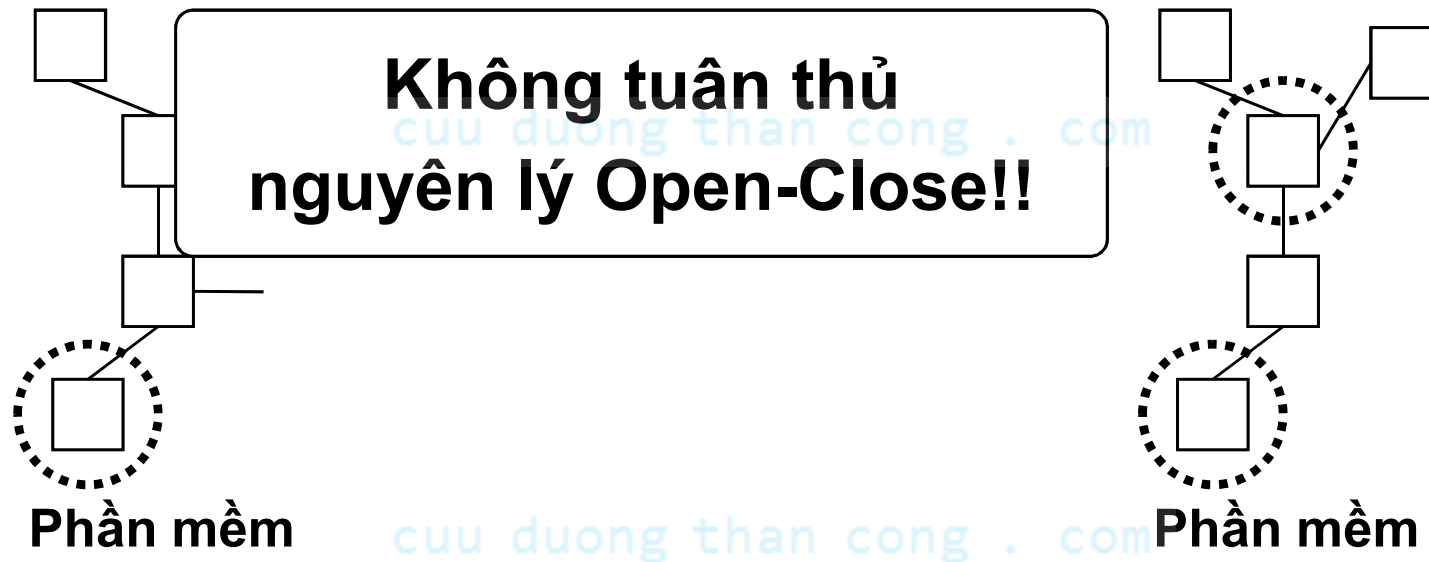 Không tuân thủ
cuu duong than cong . com
nguyên lý Open-Close!!
Phần mềm
cuu duong than cong . com
Phần mềm